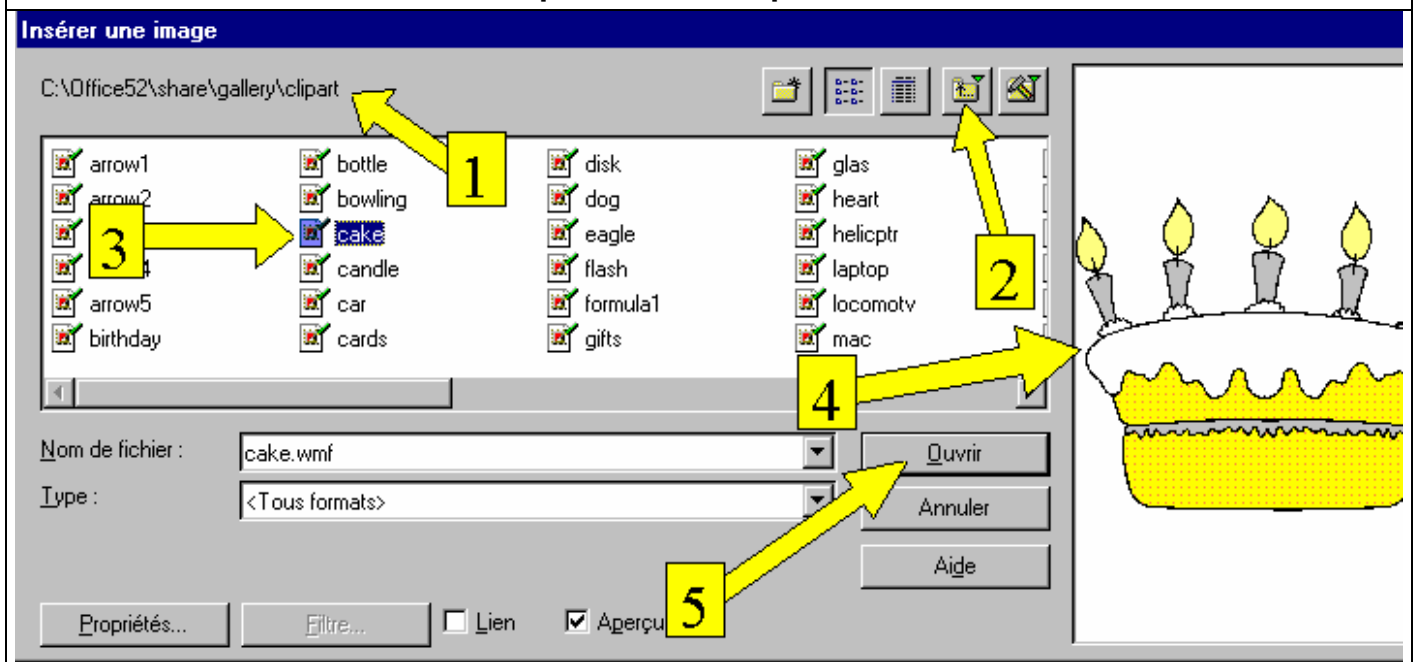 Insérer une image
C:\Office52\share\gallery\clipart
1
arrow1 bottle disk glas
arrow2 bowling dog heart
3 cake eagle helicptr
candle flash laptop
2
arrow5 car formula1 locomotv
birthday cards gifts mac
4
Nom de fichier : cake.wmf Ouvrir
Type : <Tous formats> Annuler
Aide
5
Propriétés... Filtre... Lien Aperçu